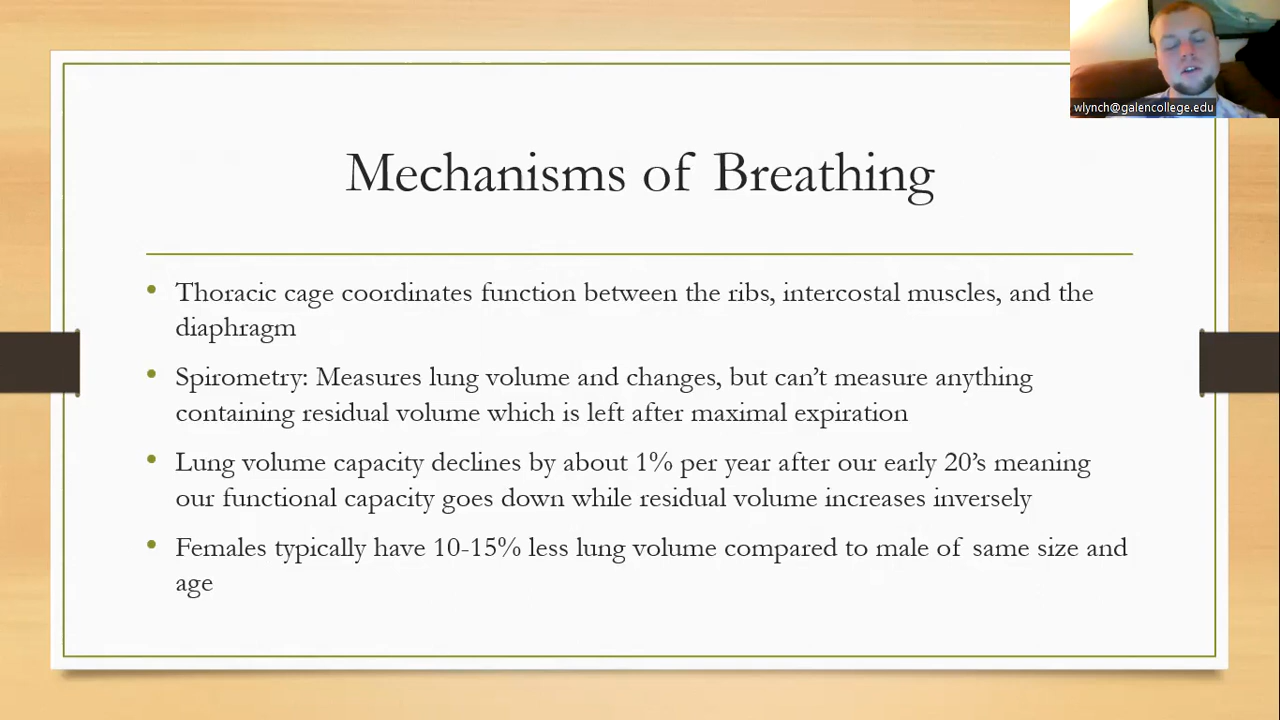 wlynch@galencollege.edu
Mechanisms of Breathing
• Thoracic cage coordinates function between the ribs, intercostal muscles, and the
diaphragm
• Spirometry: Measures lung volume and changes, but can’t measure anything
containing residual volume which is left after maximal expiration
• Lung volume capacity declines by about 1% per year after our early 20’s meaning
our functional capacity goes down while residual volume increases inversely
• Females typically have 10-15% less lung volume compared to male of same size and
age